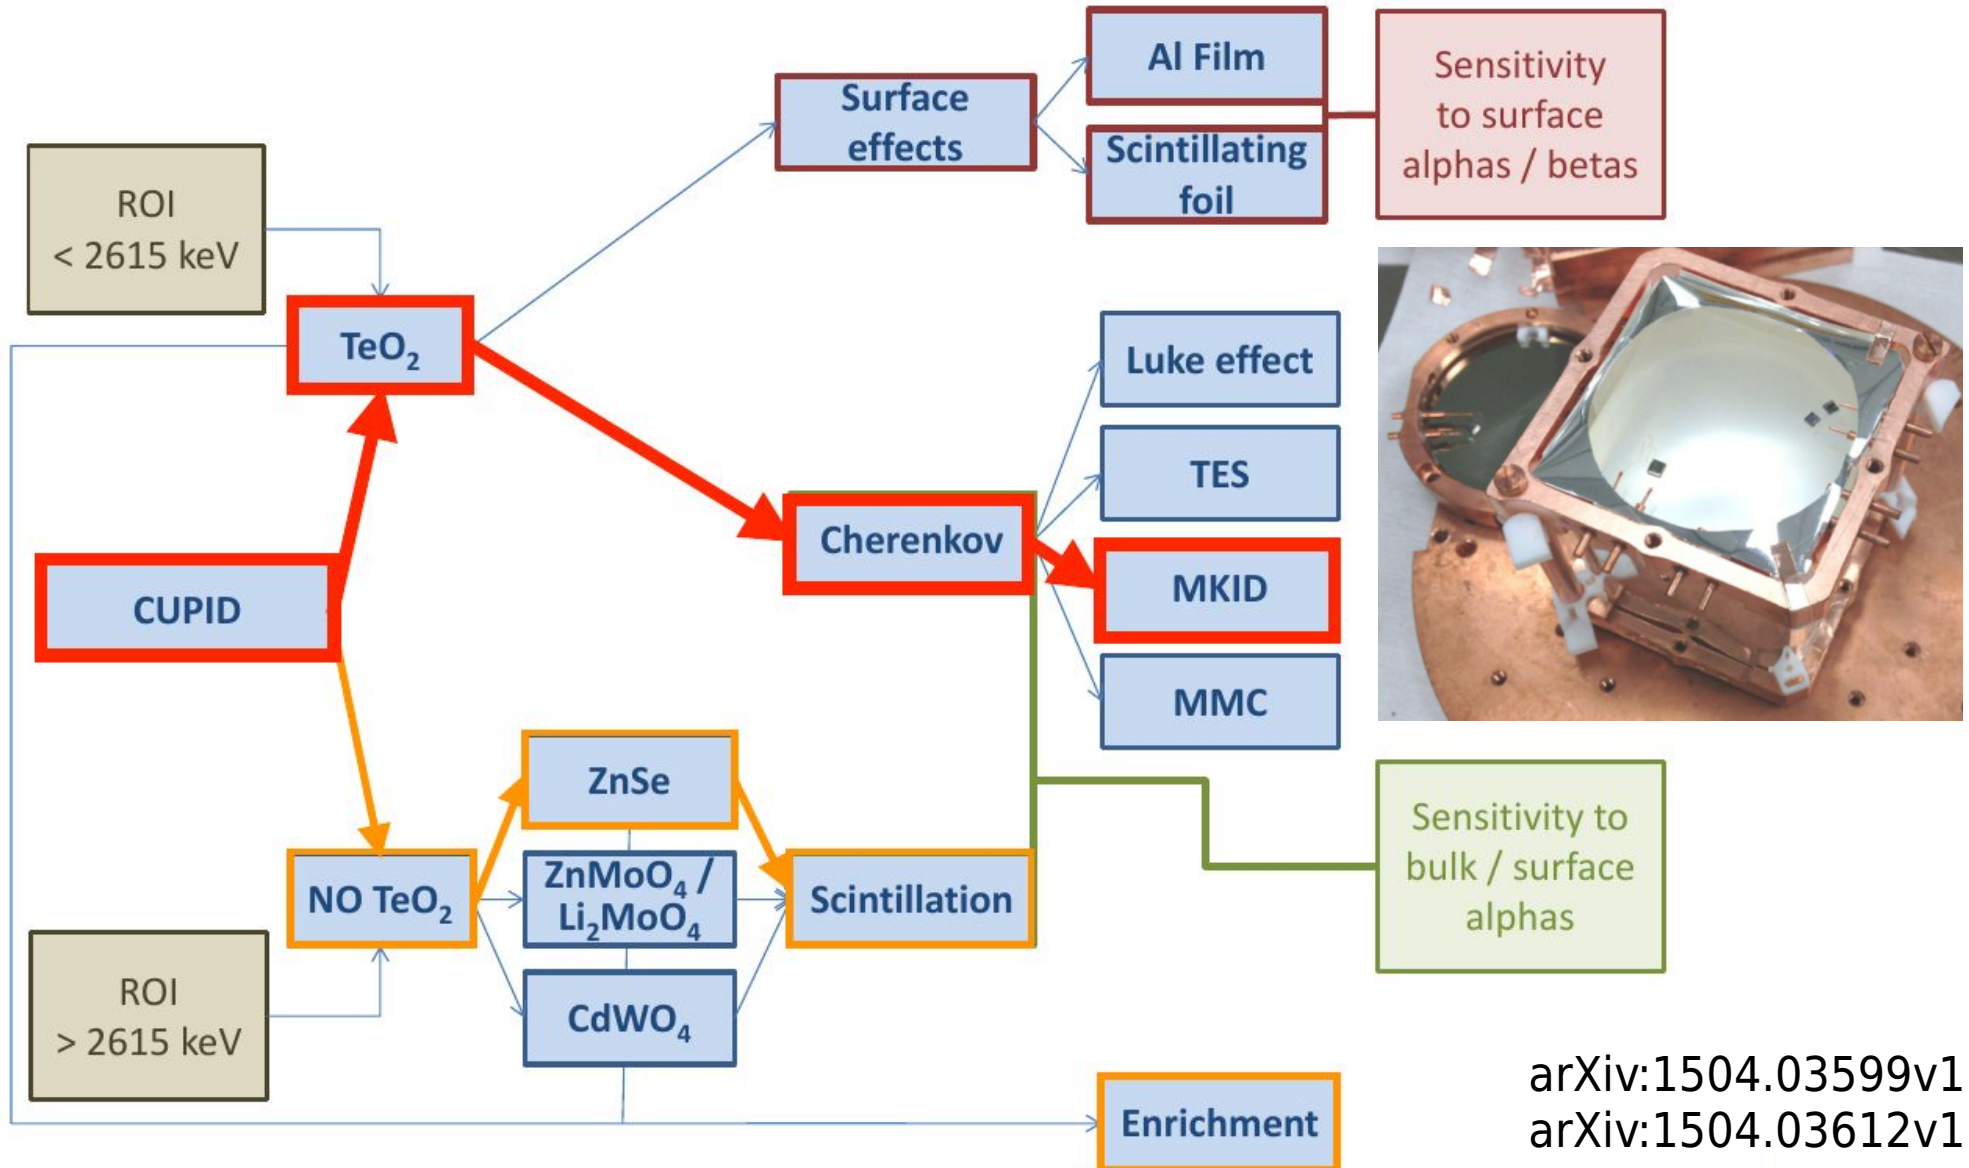 Al Film
Sensitivity
to surface
alphas / betas
Surface
effects
Scintillating
foil
ROI
< 2615 keV
TeO₂
Luke effect
TES
Cherenkov
MKID
MMC
CUPID
ZnSe
NO TeO₂
ZnMoO₄ /
Li₂MoO₄
Scintillation
Sensitivity to
bulk / surface
alphas
ROI
> 2615 keV
CdWO₄
Enrichment
arXiv:1504.03599v1
arXiv:1504.03612v1